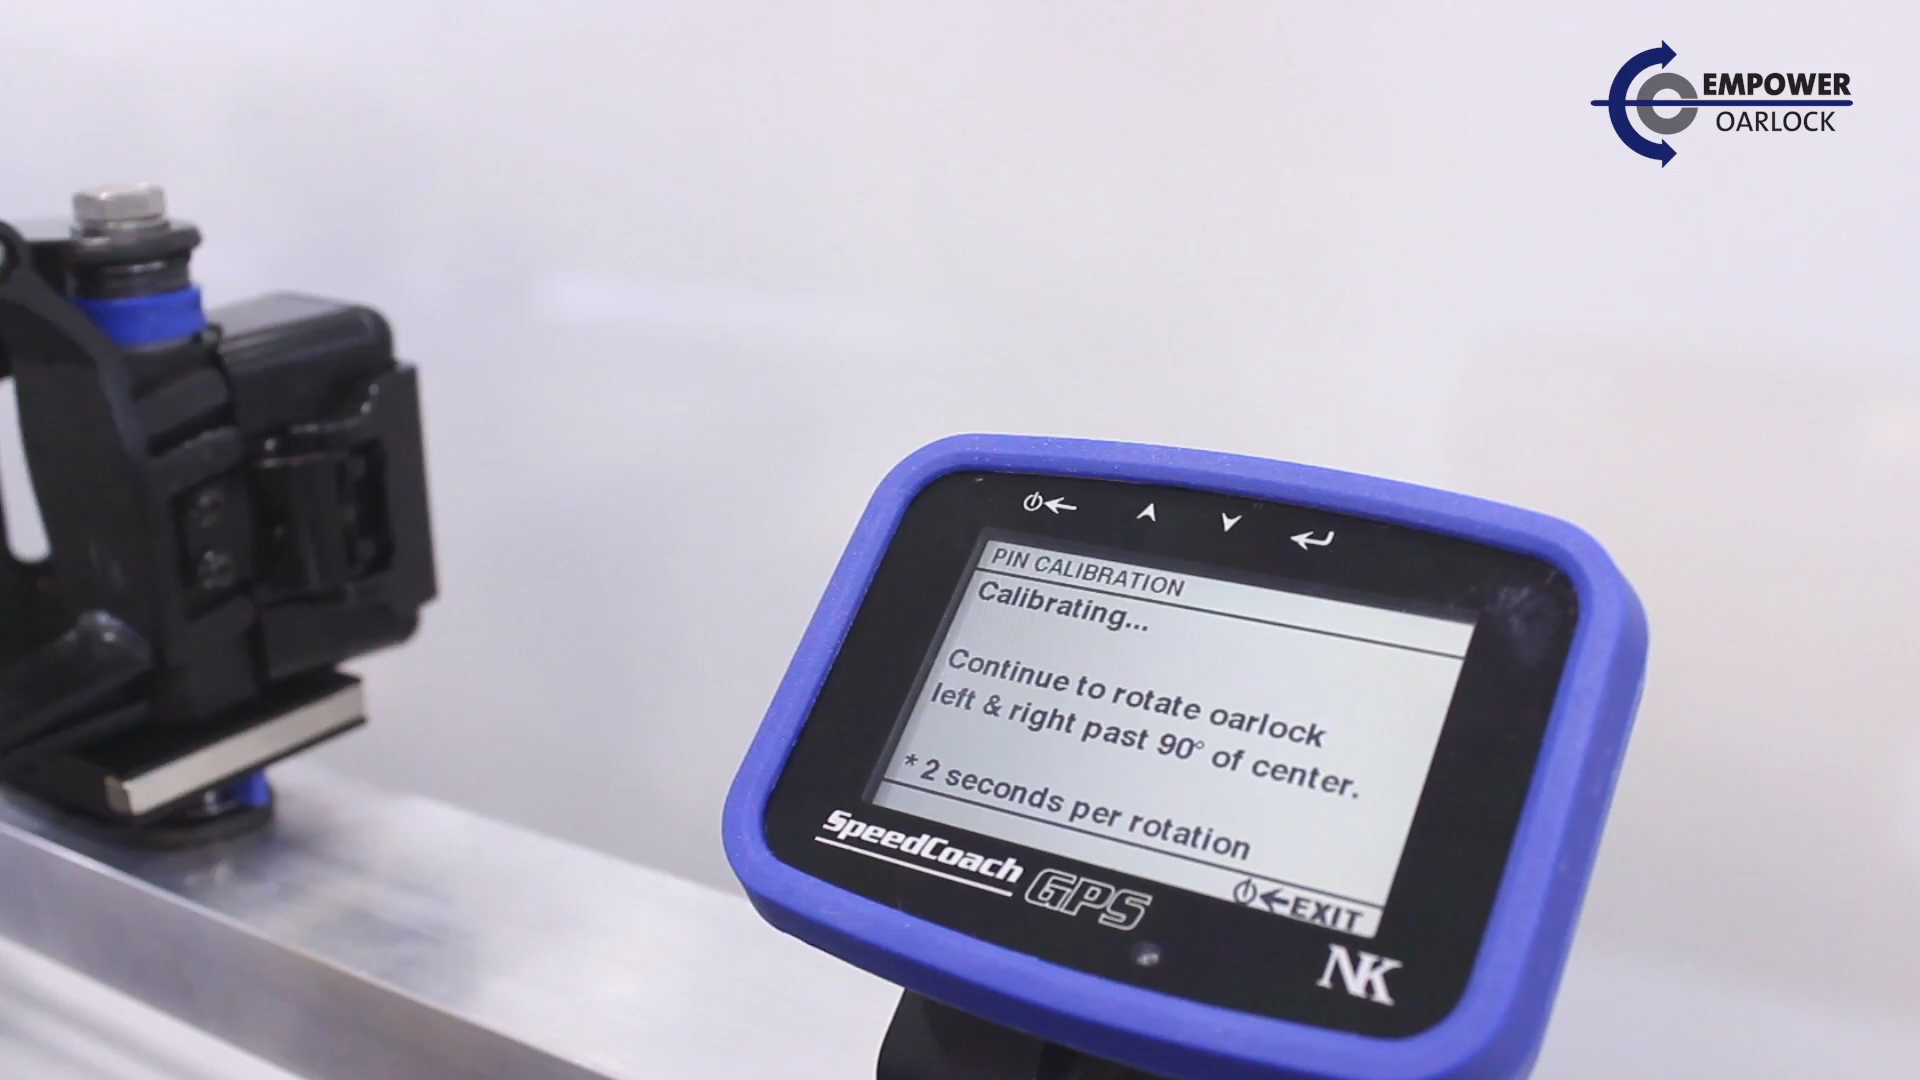 EMPOWER
OARLOCK
PIN CALIBRATION
Calibrating...
Continue to rotate oarlock
left & right past 90° of center.
* 2 seconds per rotation
EXIT
SpeedCoach GPS
NK